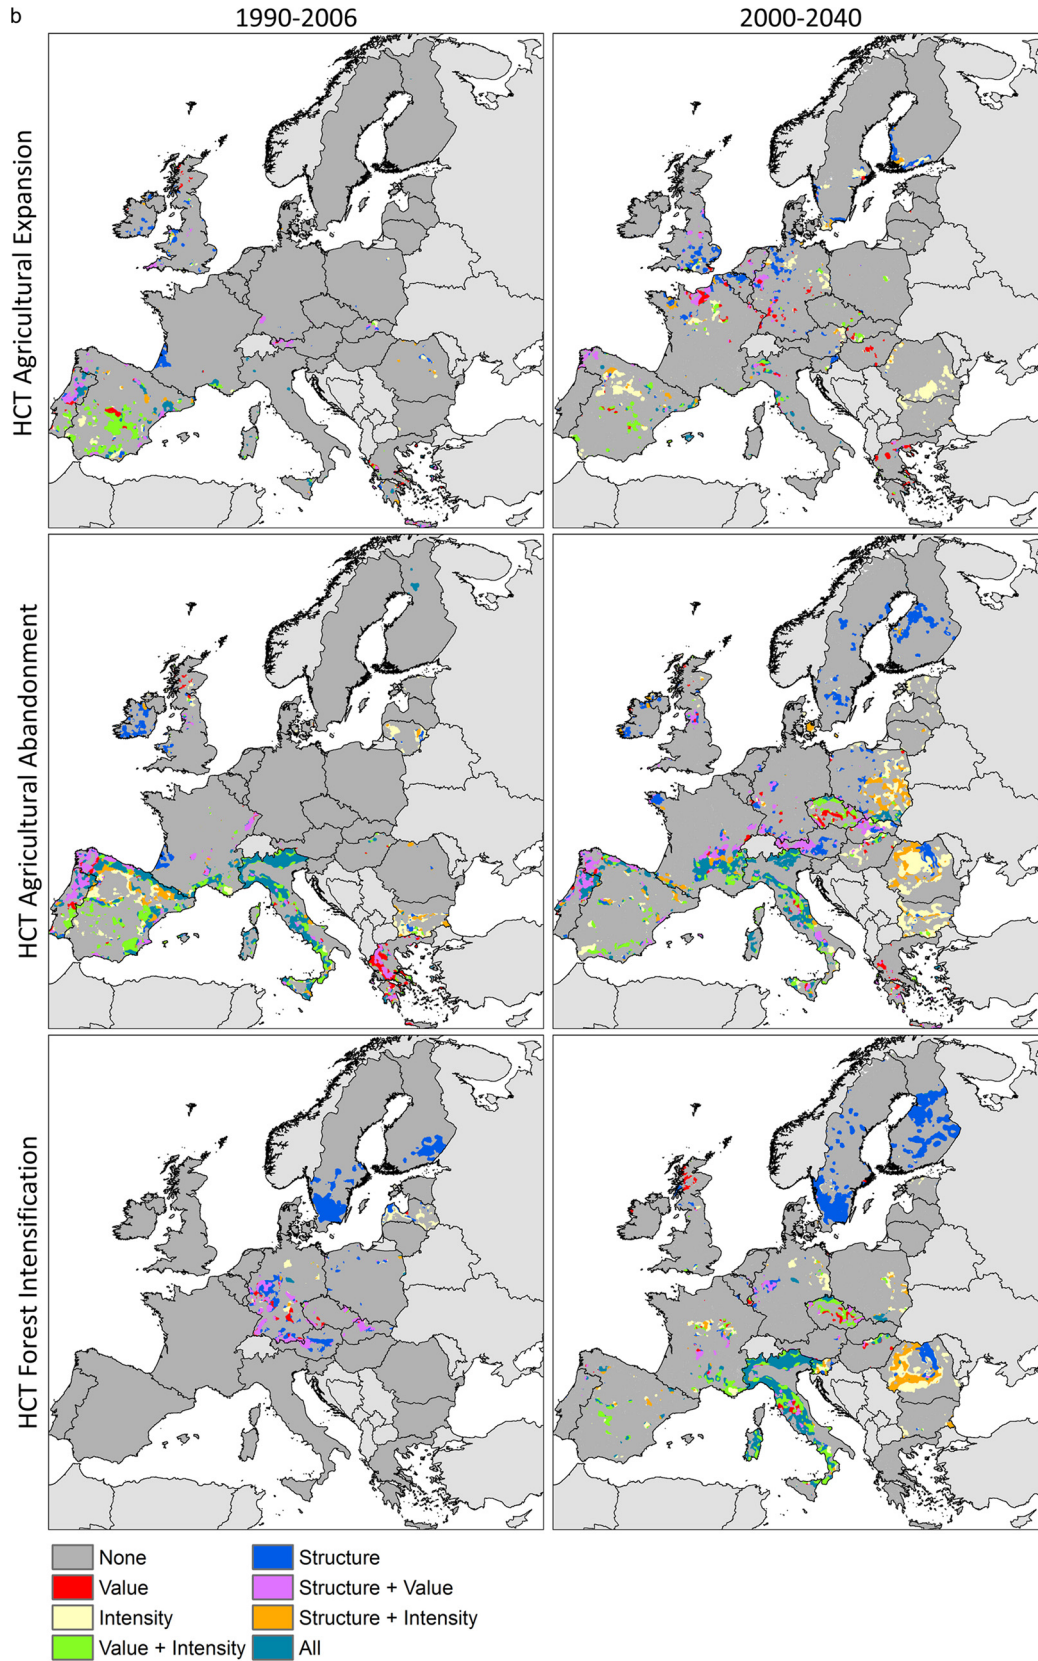 b
1990-2006
2000-2040
HCT Agricultural Expansion
HCT Agricultural Abandonment
HCT Forest Intensification
None
Structure
Value
Structure + Value
Intensity
Structure + Intensity
Value + Intensity
All